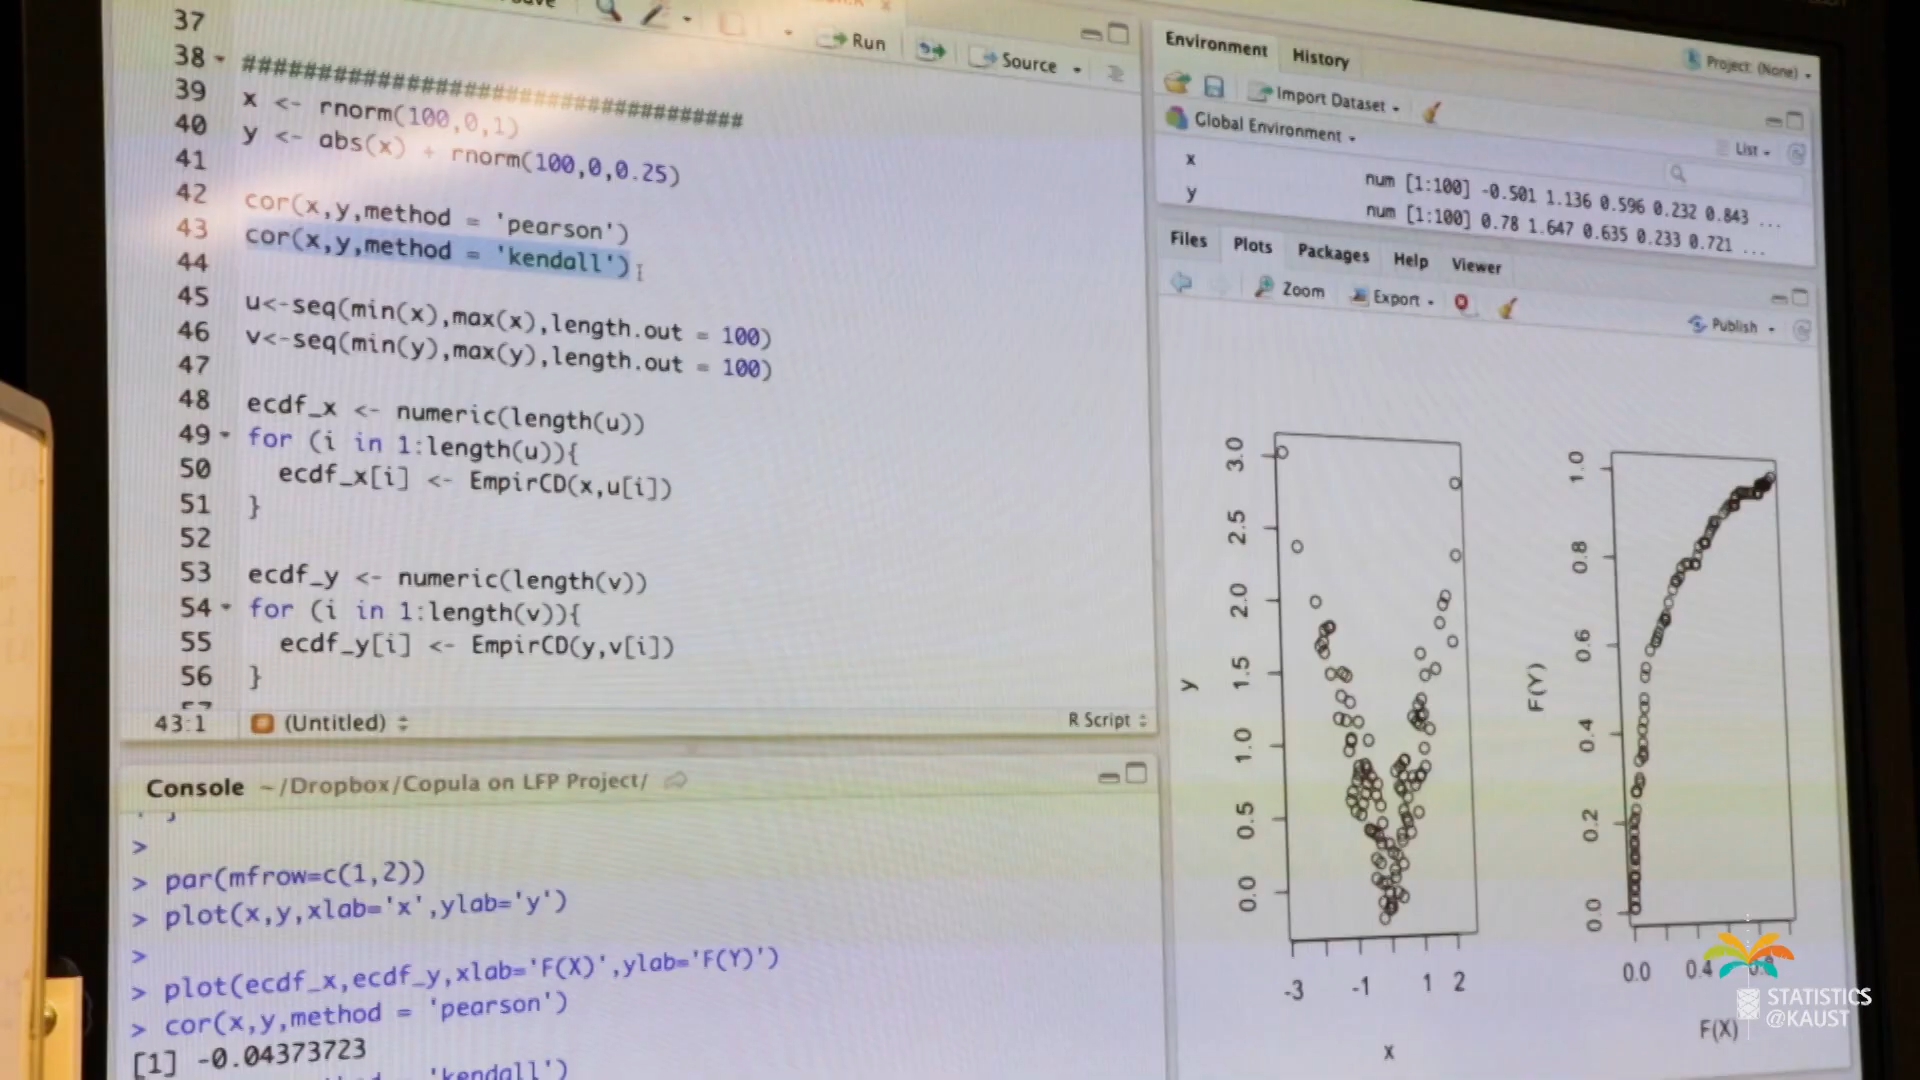 37
38 #################################
39 x <- rnorm(100,0,1)
40 y <- abs(x) + rnorm(100,0,0.25)
41
42 cor(x,y,method = 'pearson')
43 cor(x,y,method = 'kendall')
44
45 u<-seq(min(x),max(x),length.out = 100)
46 v<-seq(min(y),max(y),length.out = 100)
47
48 ecdf_x <- numeric(length(u))
49 for (i in 1:length(u)){
50 ecdf_x[i] <- EmpirCD(x,u[i])
51 }
52
53 ecdf_y <- numeric(length(v))
54 for (i in 1:length(v)){
55 ecdf_y[i] <- EmpirCD(y,v[i])
56 }
43:1 (Untitled) R Script
Run Source
Console ~/Dropbox/Copula on LFP Project/
>
> par(mfrow=c(1,2))
> plot(x,y,xlab='x',ylab='y')
>
> plot(ecdf_x,ecdf_y,xlab='F(X)',ylab='F(Y)')
> cor(x,y,method = 'pearson')
[1] -0.04373723
'kendall')
Environment History
Project: (None)
Import Dataset
Global Environment
List
x num [1:100] -0.501 1.136 0.596 0.232 0.843 ...
y num [1:100] 0.78 1.647 0.635 0.233 0.721 ...
Files Plots Packages Help Viewer
Zoom Export Publish
3.0
2.5
2.0
1.5
1.0
0.5
0.0
y
-3 -1 1 2
x
1.0
0.8
0.6
0.4
0.2
0.0
F(Y)
0.0 0.4 0.8
F(X)
STATISTICS
@KAUST